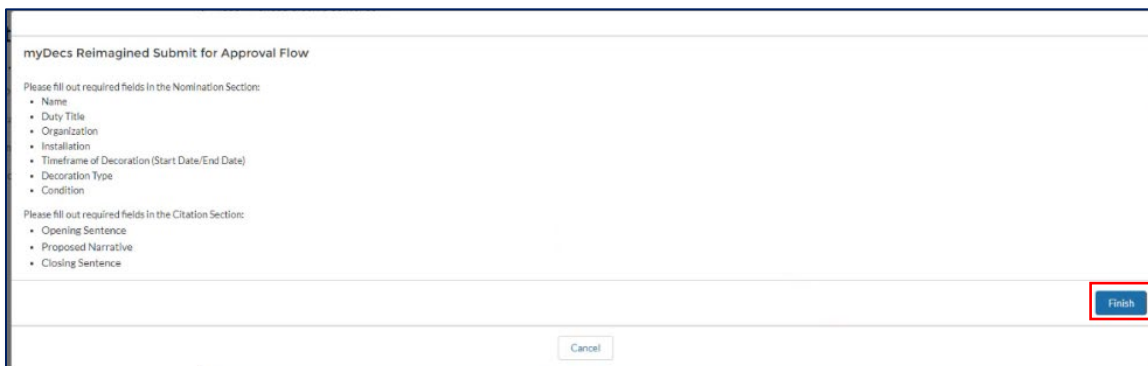 myDecs Reimagined Submit for Approval Flow
Please fill out required fields in the Nomination Section:
• Name
• Duty Title
• Organization
• Installation
• Timeframe of Decoration (Start Date/End Date)
• Decoration Type
• Condition
Please fill out required fields in the Citation Section:
• Opening Sentence
• Proposed Narrative
• Closing Sentence
Finish
Cancel